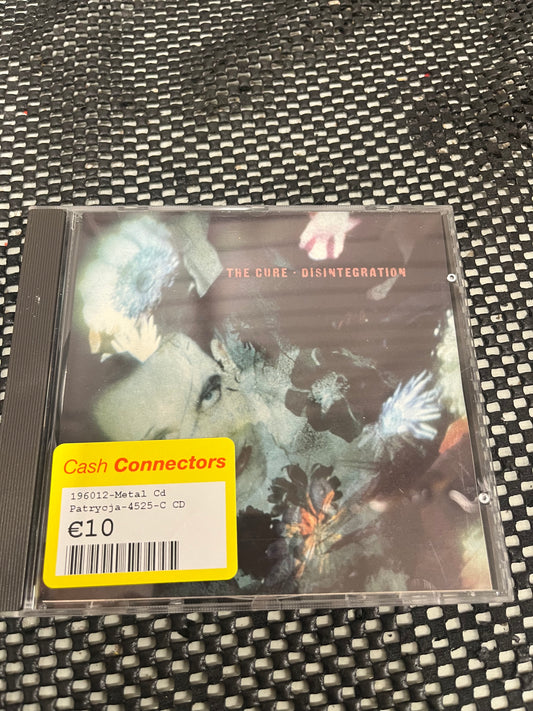 THE CURE · DISINTEGRATION
Cash Connectors
196012-Metal Cd
Patrycja-4525-C CD
€10